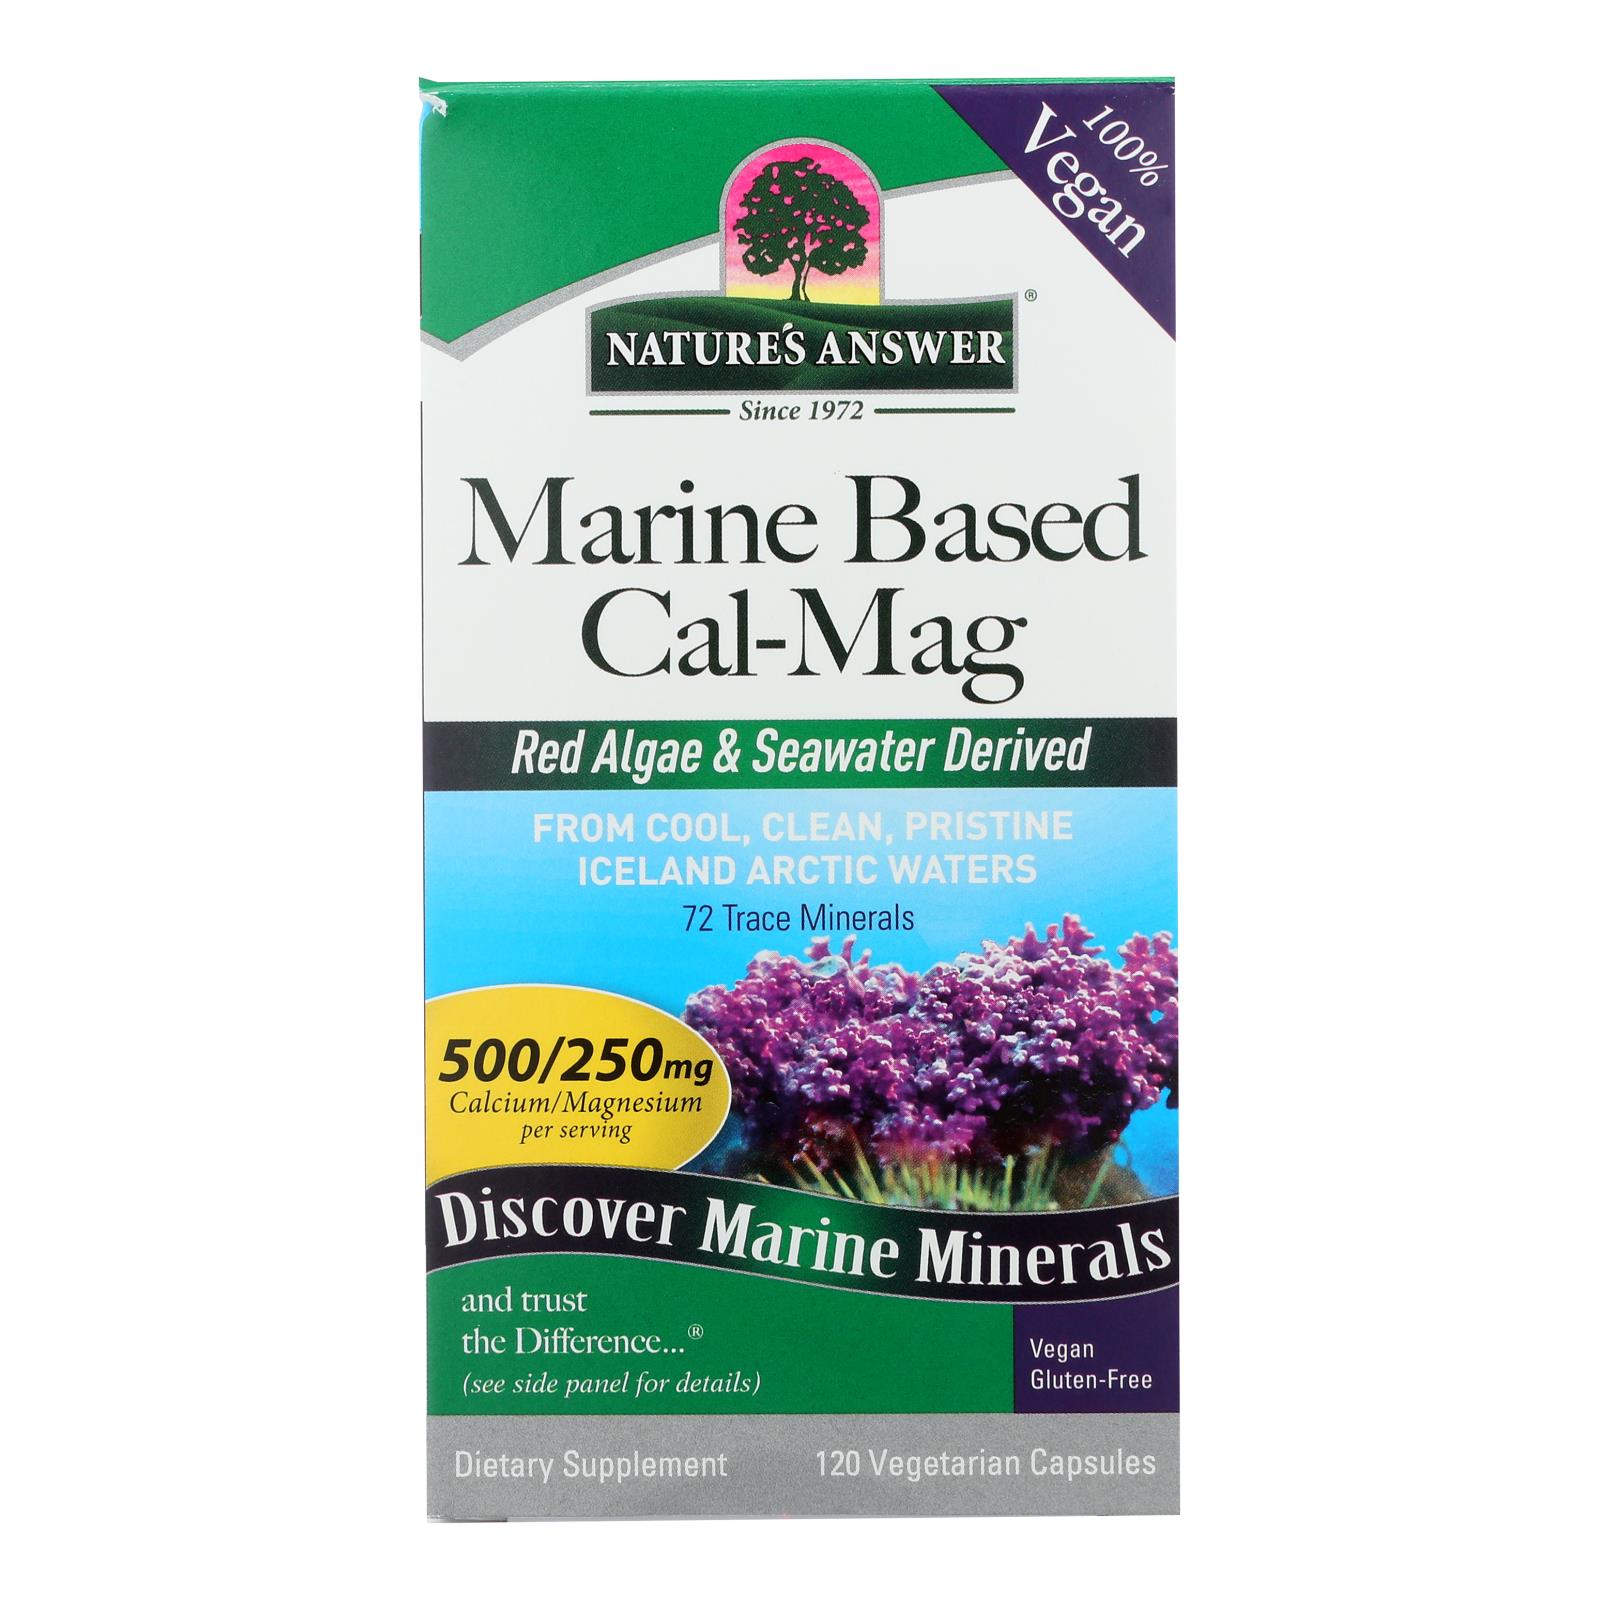 100%
Vegan
NATURE'S ANSWER®
Since 1972
Marine Based
Cal-Mag
Red Algae & Seawater Derived
FROM COOL, CLEAN, PRISTINE
ICELAND ARCTIC WATERS
72 Trace Minerals
500/250mg
Calcium/Magnesium
per serving
Discover Marine Minerals
and trust
the Difference...®
(see side panel for details)
Vegan
Gluten-Free
Dietary Supplement
120 Vegetarian Capsules